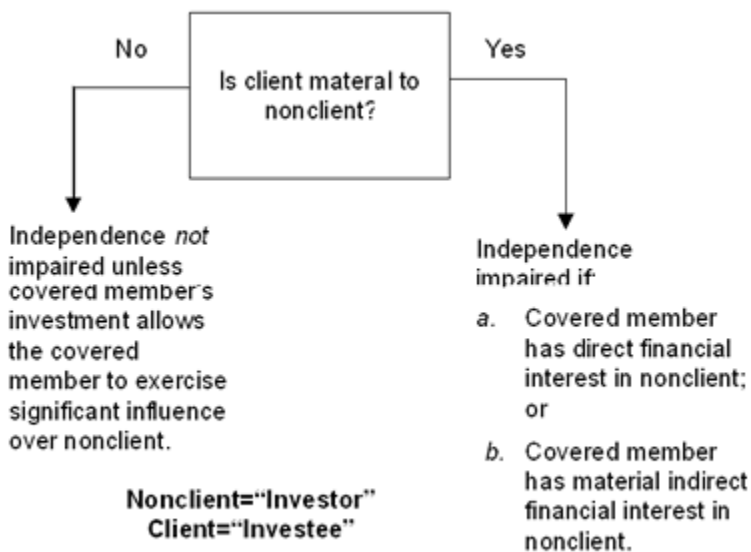 No
Yes
Is client materal to
nonclient?
Independence not
impaired unless
covered member's
investment allows
the covered
member to exercise
significant influence
over nonclient.
Independence
impaired if:
a. Covered member
has direct financial
interest in nonclient;
or
b. Covered member
has material indirect
financial interest in
nonclient.
Nonclient=“Investor”
Client=“Investee”